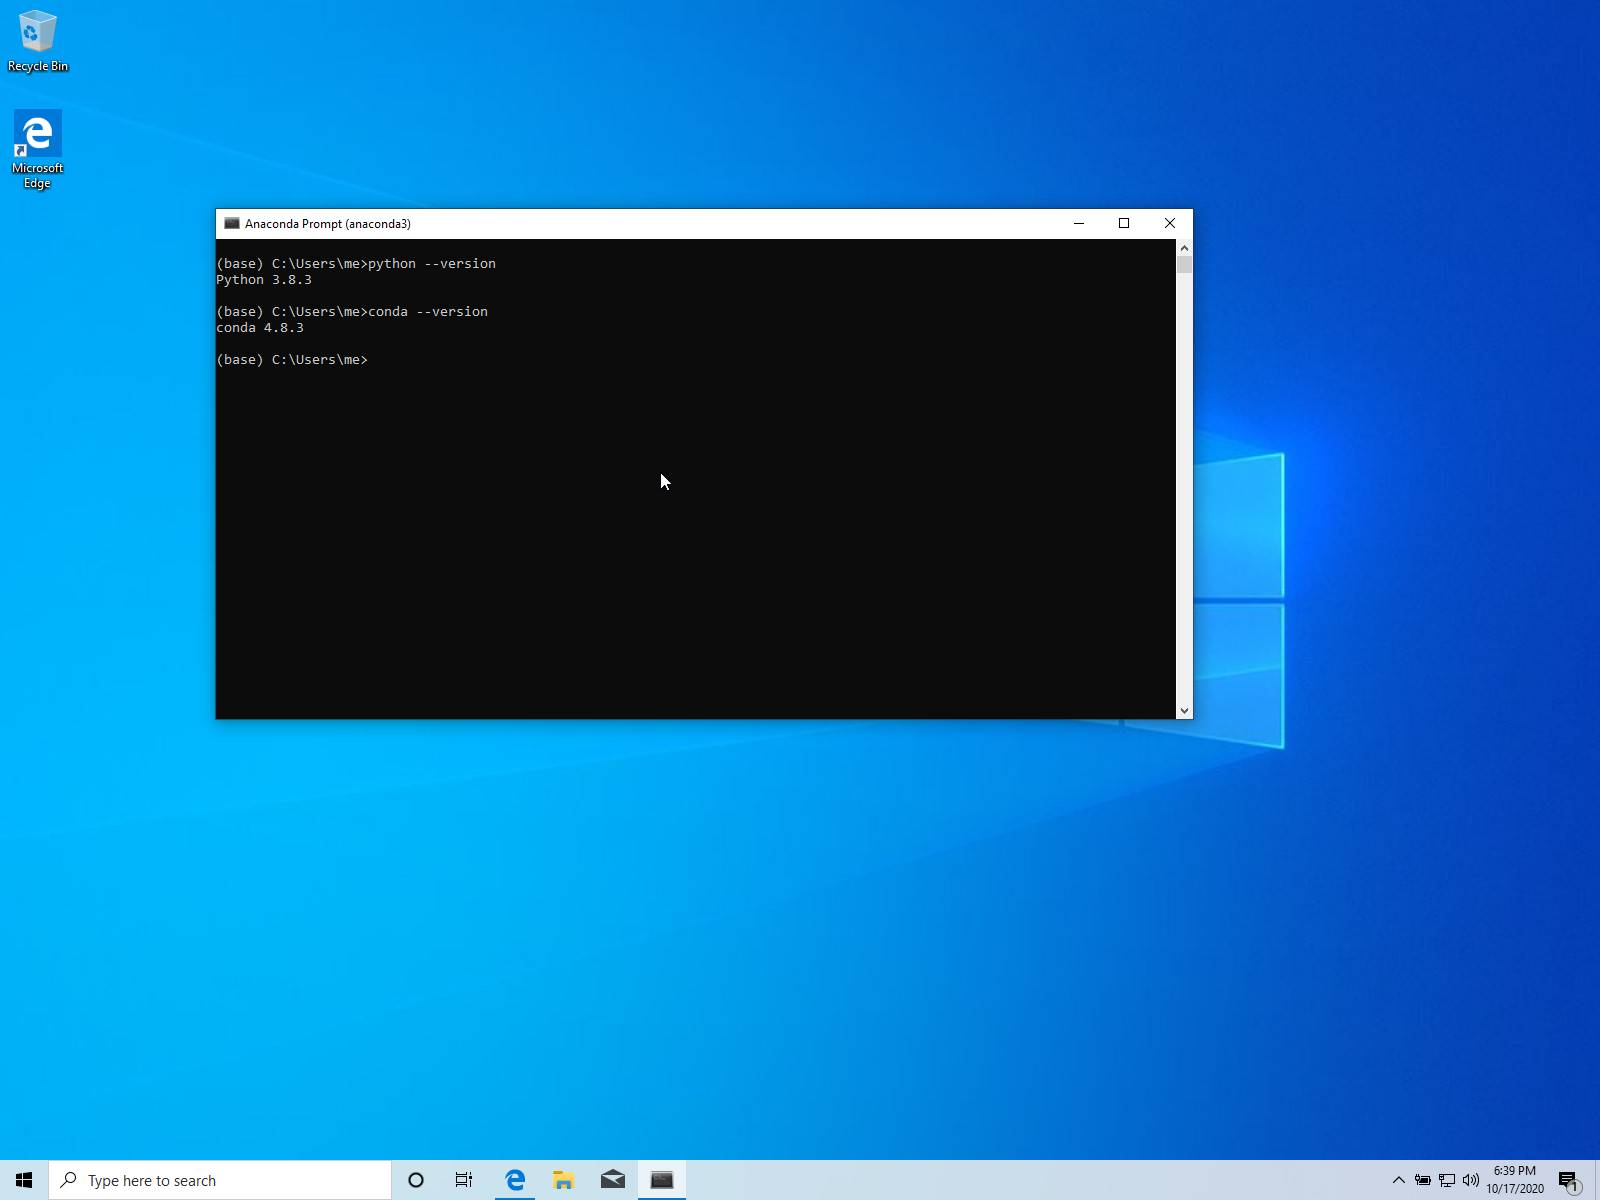 Recycle Bin
Microsoft
Edge
Anaconda Prompt (anaconda3)
(base) C:\Users\me>python --version
Python 3.8.3
(base) C:\Users\me>conda --version
conda 4.8.3
(base) C:\Users\me>
Type here to search
6:39 PM
10/17/2020
1